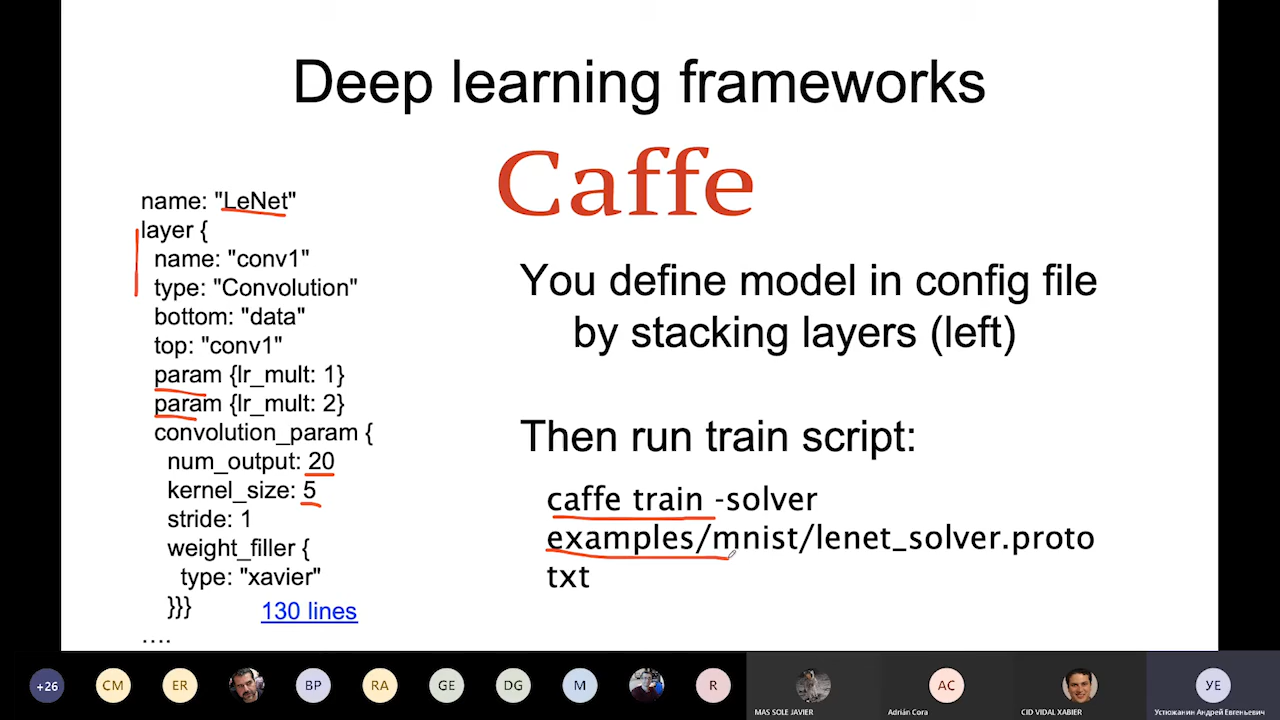 Deep learning frameworks
Caffe
name: "LeNet"
layer {
name: "conv1"
type: "Convolution"
bottom: "data"
top: "conv1"
param {lr_mult: 1}
param {lr_mult: 2}
convolution_param {
num_output: 20
kernel_size: 5
stride: 1
weight_filler {
type: "xavier"
}}}
130 lines
....
You define model in config file
by stacking layers (left)
Then run train script:
caffe train -solver
examples/mnist/lenet_solver.proto
txt
+26
CM
ER
BP
RA
GE
DG
M
R
MAS SOLE JAVIER
AC
Adrián Cora
CID VIDAL XABIER
УЕ
Устюжанин Андрей Евгеньевич